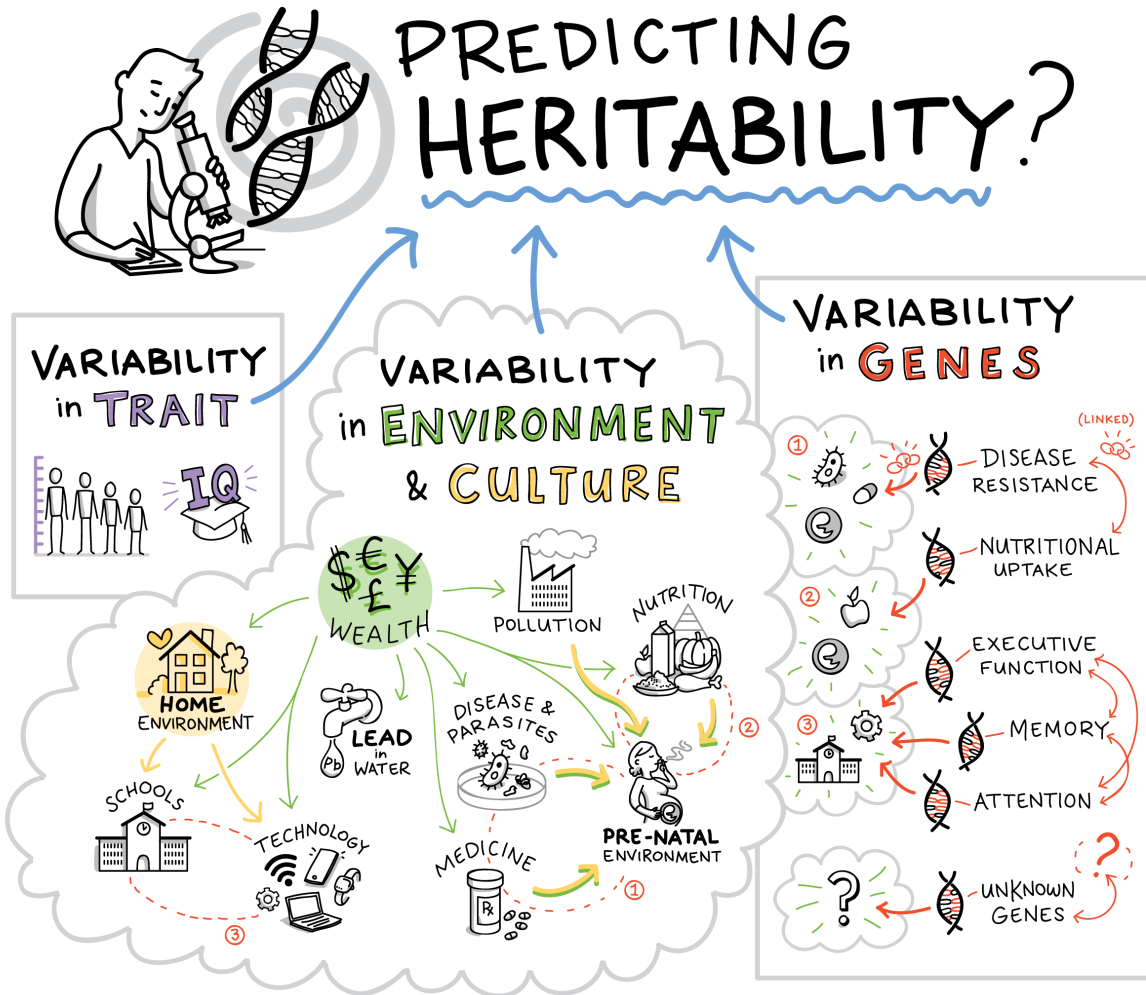 PREDICTING
HERITABILITY?
VARIABILITY
in TRAIT
IQ
VARIABILITY
in ENVIRONMENT
& CULTURE
$ € £ ¥
WEALTH
POLLUTION
NUTRITION
HOME
ENVIRONMENT
LEAD
in
WATER
Pb
DISEASE &
PARASITES
SCHOOLS
TECHNOLOGY
MEDICINE
Rx
PRE-NATAL
ENVIRONMENT
1
2
3
VARIABILITY
in GENES
(LINKED)
1
DISEASE
RESISTANCE
NUTRITIONAL
UPTAKE
2
EXECUTIVE
FUNCTION
3
MEMORY
ATTENTION
?
?
UNKNOWN
GENES